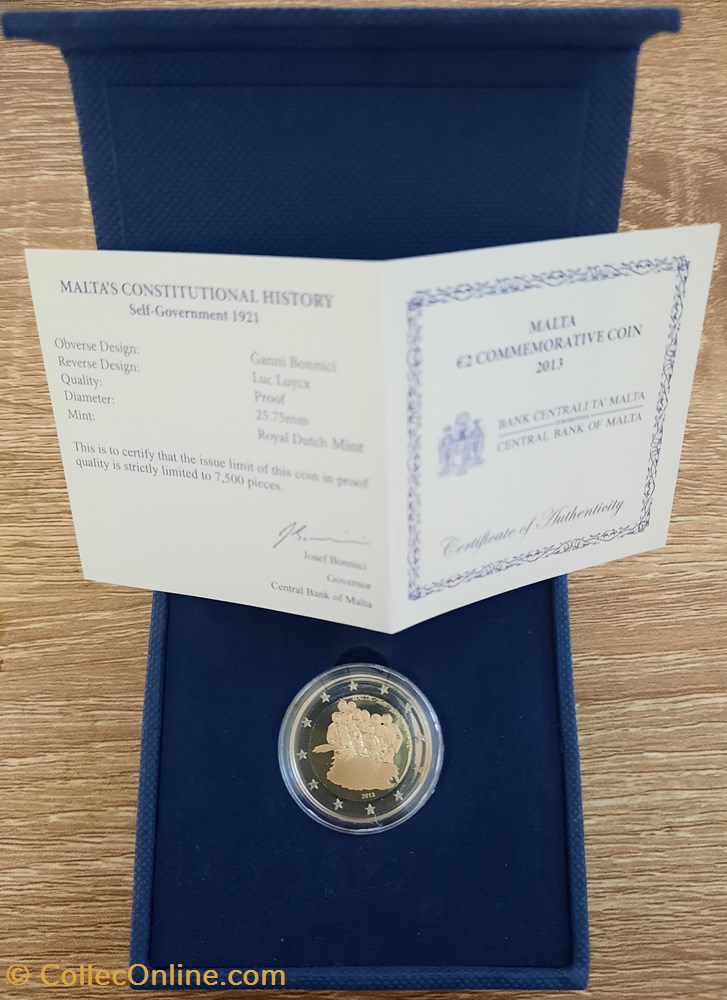 MALTA'S CONSTITUTIONAL HISTORY
Self-Government 1921
Obverse Design: Ganni Bonnici
Reverse Design: Luc Luycx
Quality: Proof
Diameter: 25.75mm
Mint: Royal Dutch Mint
This is to certify that the issue limit of this coin in proof
quality is strictly limited to 7,500 pieces.
Josef Bonnici
Governor
Central Bank of Malta
MALTA
€2 COMMEMORATIVE COIN
2013
BANK ĊENTRALI TA' MALTA
CENTRAL BANK OF MALTA
Certificate of Authenticity
MALTA
2013
© CollecOnline.com